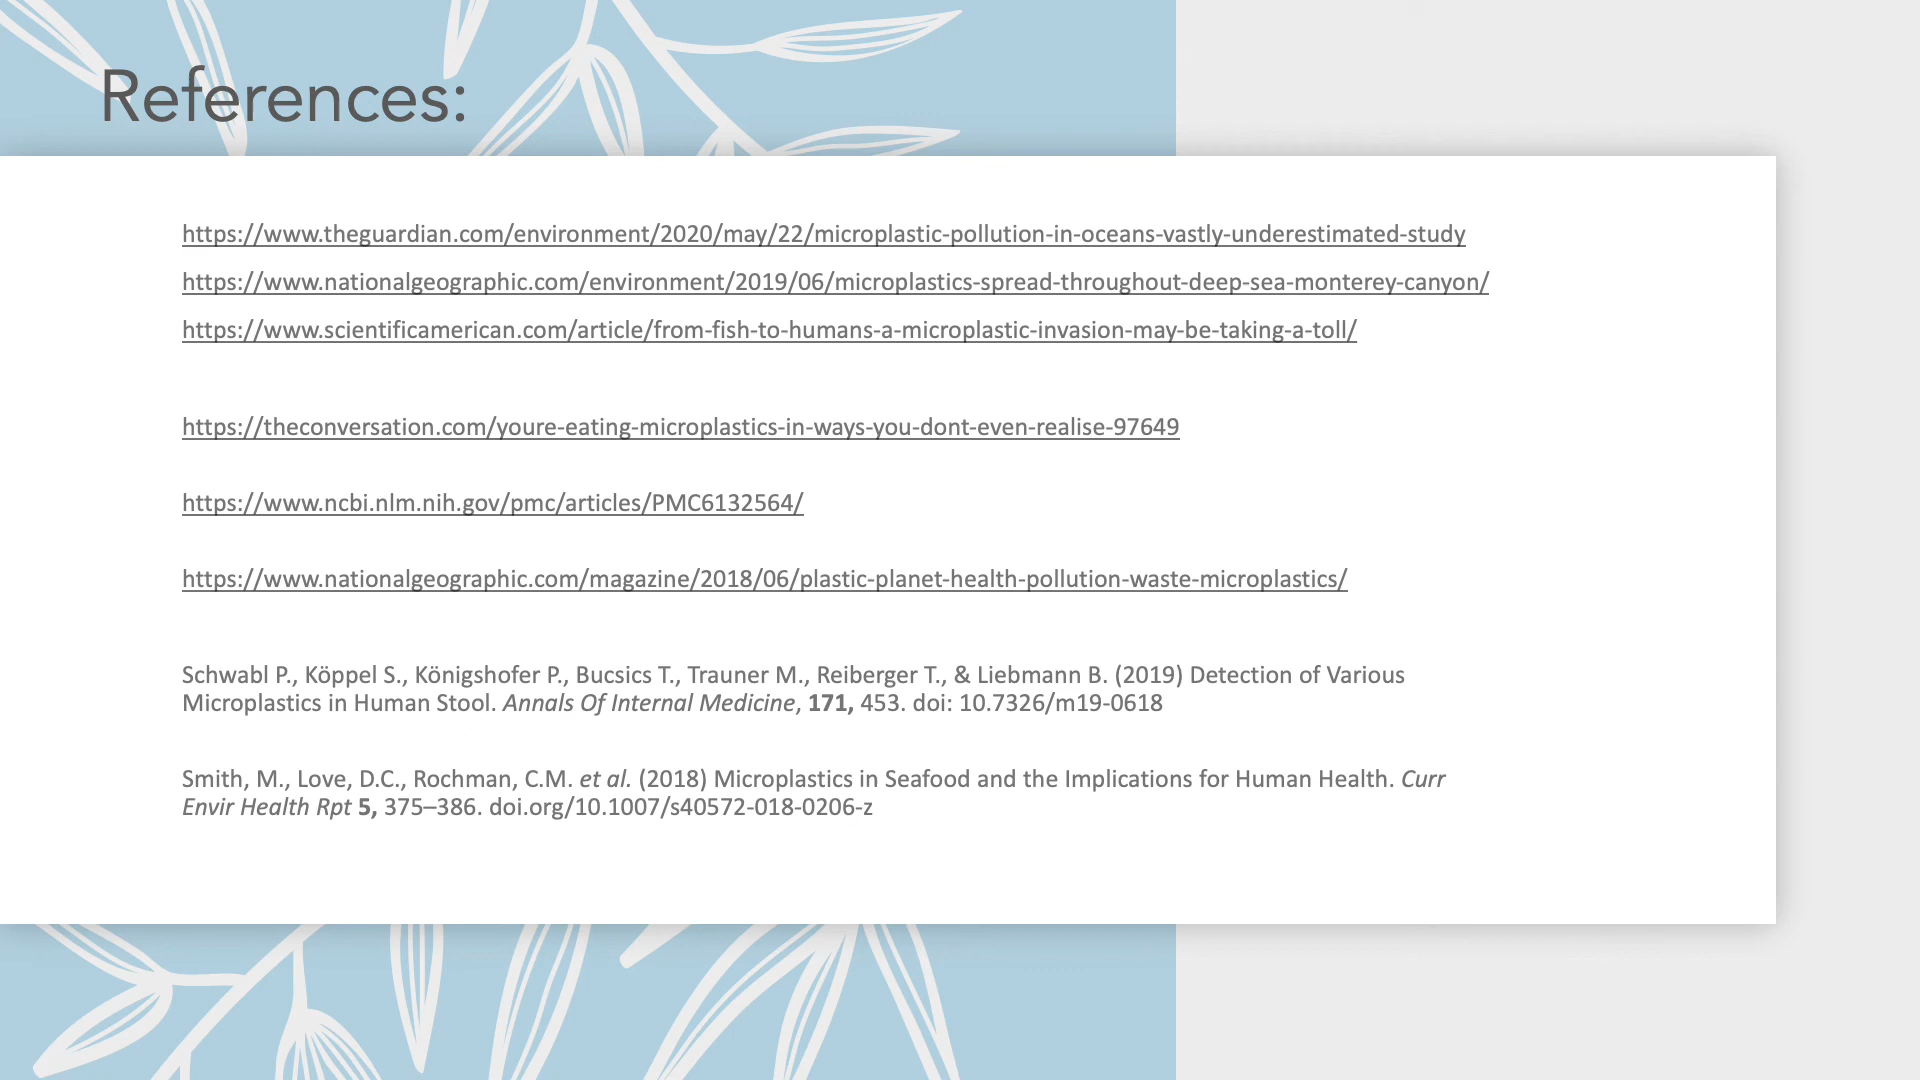 References:
https://www.theguardian.com/environment/2020/may/22/microplastic-pollution-in-oceans-vastly-underestimated-study
https://www.nationalgeographic.com/environment/2019/06/microplastics-spread-throughout-deep-sea-monterey-canyon/
https://www.scientificamerican.com/article/from-fish-to-humans-a-microplastic-invasion-may-be-taking-a-toll/
https://theconversation.com/youre-eating-microplastics-in-ways-you-dont-even-realise-97649
https://www.ncbi.nlm.nih.gov/pmc/articles/PMC6132564/
https://www.nationalgeographic.com/magazine/2018/06/plastic-planet-health-pollution-waste-microplastics/
Schwabl P., Köppel S., Königshofer P., Bucsics T., Trauner M., Reiberger T., & Liebmann B. (2019) Detection of Various
Microplastics in Human Stool. Annals Of Internal Medicine, 171, 453. doi: 10.7326/m19-0618
Smith, M., Love, D.C., Rochman, C.M. et al. (2018) Microplastics in Seafood and the Implications for Human Health. Curr
Envir Health Rpt 5, 375–386. doi.org/10.1007/s40572-018-0206-z